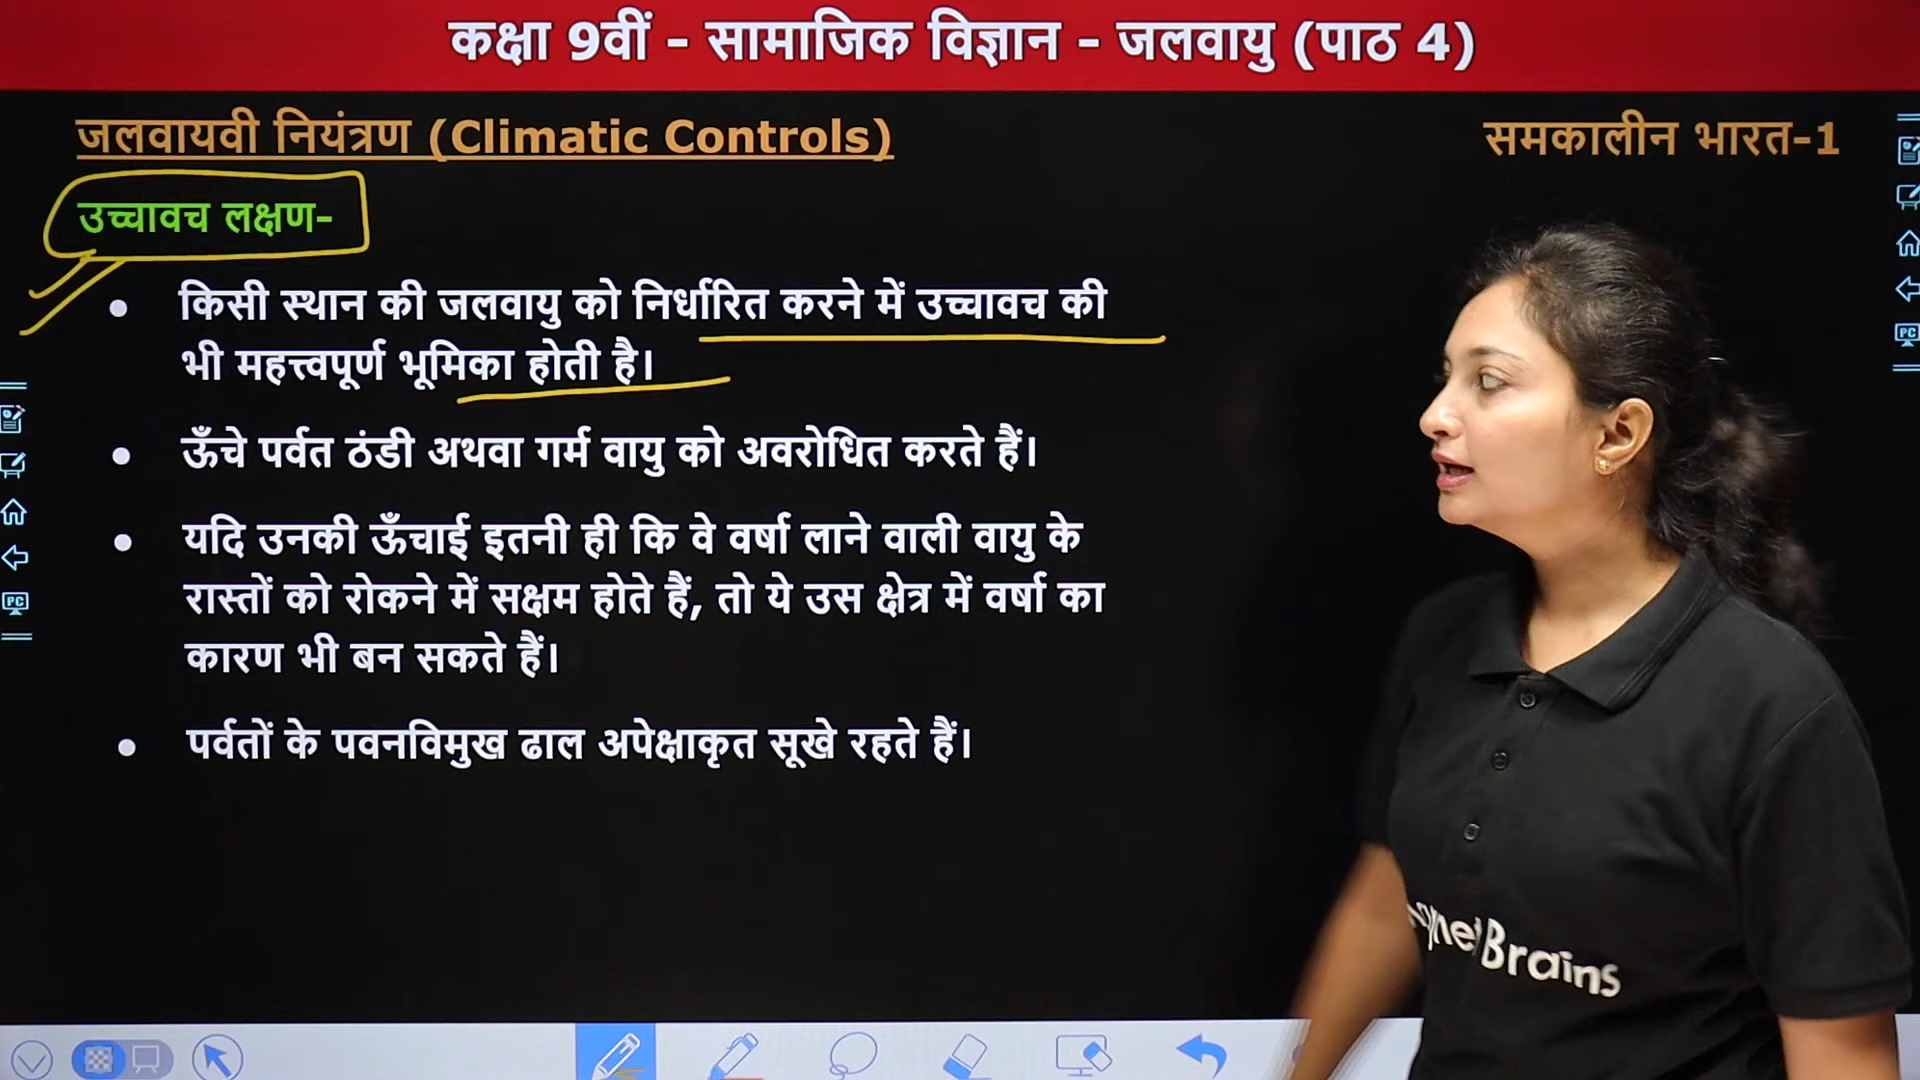 कक्षा 9वीं - सामाजिक विज्ञान - जलवायु (पाठ 4)
जलवायवी नियंत्रण (Climatic Controls)
समकालीन भारत-1
उच्चावच लक्षण-
• किसी स्थान की जलवायु को निर्धारित करने में उच्चावच की
भी महत्त्वपूर्ण भूमिका होती है।
• ऊँचे पर्वत ठंडी अथवा गर्म वायु को अवरोधित करते हैं।
• यदि उनकी ऊँचाई इतनी ही कि वे वर्षा लाने वाली वायु के
रास्तों को रोकने में सक्षम होते हैं, तो ये उस क्षेत्र में वर्षा का
कारण भी बन सकते हैं।
• पर्वतों के पवनविमुख ढाल अपेक्षाकृत सूखे रहते हैं।
PC
PC
Brains